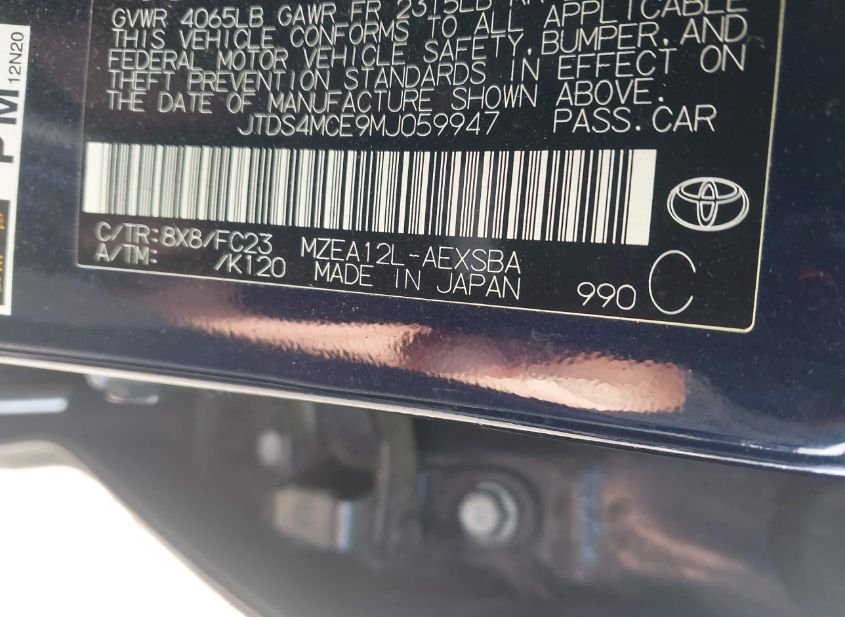 GVWR 4065LB GAWR FR 2315LB RR
THIS VEHICLE CONFORMS TO ALL APPLICABLE
FEDERAL MOTOR VEHICLE SAFETY, BUMPER, AND
THEFT PREVENTION STANDARDS IN EFFECT ON
THE DATE OF MANUFACTURE SHOWN ABOVE.
JTDS4MCE9MJ059947 PASS.CAR
C/TR:8X8/FC23 MZEA12L-AEXSBA
A/TM: /K120 MADE IN JAPAN
990 C
PM
12N20